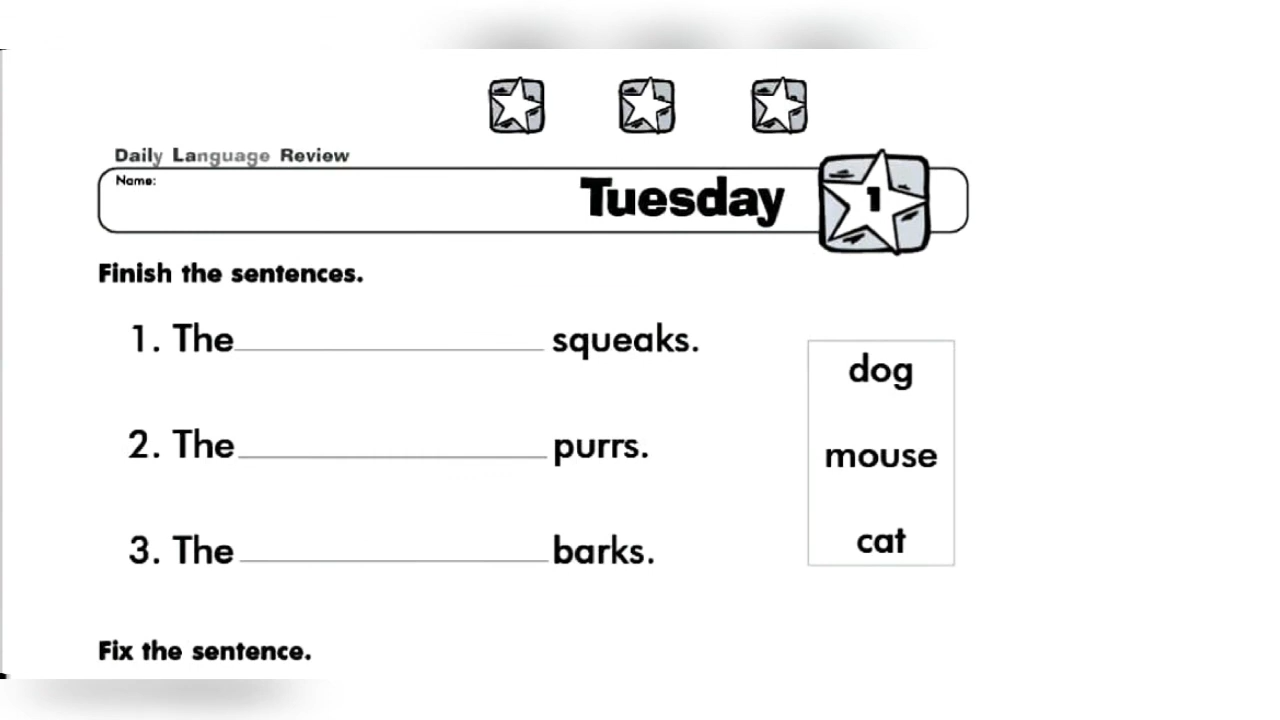 Daily Language Review
Name:
Tuesday
1
Finish the sentences.
1. The squeaks.
2. The purrs.
3. The barks.
dog
mouse
cat
Fix the sentence.